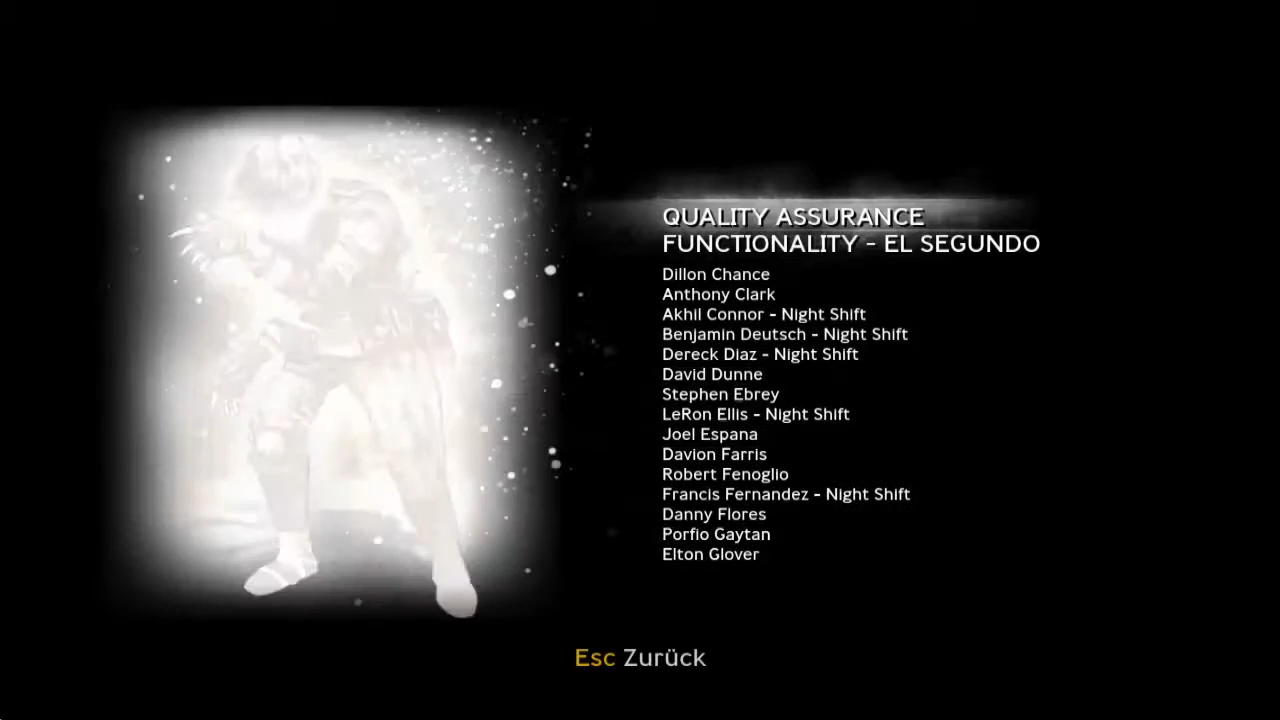 QUALITY ASSURANCE
FUNCTIONALITY - EL SEGUNDO
Dillon Chance
Anthony Clark
Akhil Connor - Night Shift
Benjamin Deutsch - Night Shift
Dereck Diaz - Night Shift
David Dunne
Stephen Ebrey
LeRon Ellis - Night Shift
Joel Espana
Davion Farris
Robert Fenoglio
Francis Fernandez - Night Shift
Danny Flores
Porfio Gaytan
Elton Glover
Esc Zurück